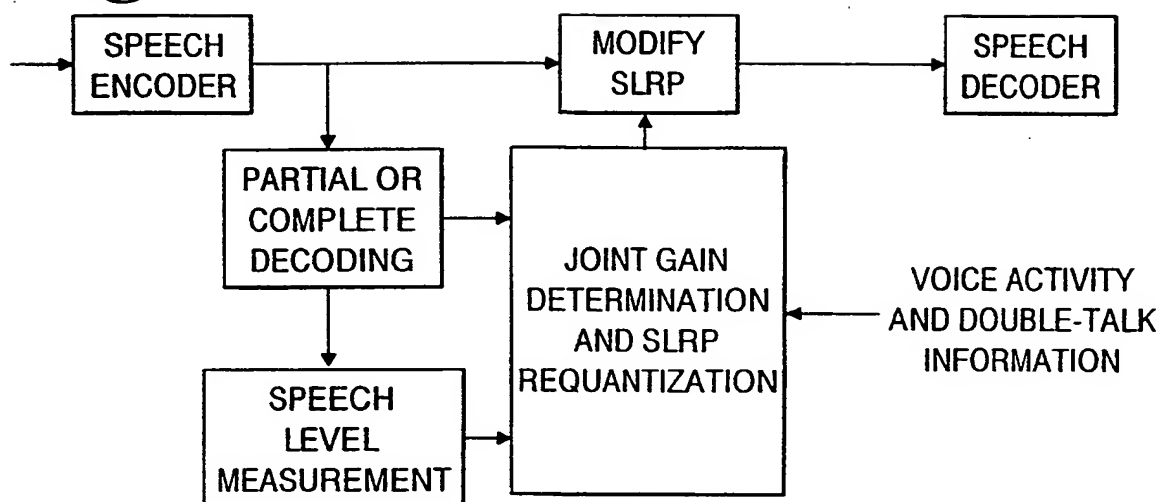 SPEECH
ENCODER
MODIFY
SLRP
SPEECH
DECODER
PARTIAL OR
COMPLETE
DECODING
JOINT GAIN
DETERMINATION
AND SLRP
REQUANTIZATION
VOICE ACTIVITY
AND DOUBLE-TALK
INFORMATION
SPEECH
LEVEL
MEASUREMENT